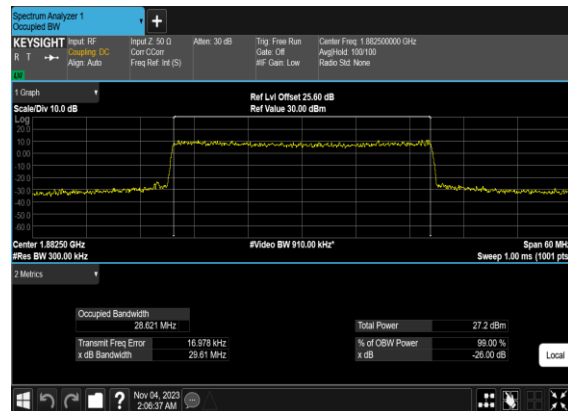 Spectrum Analyzer 1
Occupied BW
+
KEYSIGHT
R T
LXI
Input: RF
Coupling: DC
Align: Auto
Input Z: 50 Ω
Corr CCorr
Freq Ref: Int (S)
Atten: 30 dB
Trig: Free Run
Gate: Off
#IF Gain: Low
Center Freq: 1.882500000 GHz
Avg|Hold: 100/100
Radio Std: None
1 Graph
Scale/Div 10.0 dB
Ref Lvl Offset 25.60 dB
Ref Value 30.00 dBm
Log
20.0
10.0
0.00
-10.0
-20.0
-30.0
-40.0
-50.0
-60.0
Center 1.88250 GHz
#Res BW 300.00 kHz
#Video BW 910.00 kHz*
Span 60 MHz
Sweep 1.00 ms (1001 pts
2 Metrics
Occupied Bandwidth
28.621 MHz
Transmit Freq Error 16.978 kHz
x dB Bandwidth 29.61 MHz
Total Power 27.2 dBm
% of OBW Power 99.00 %
x dB -26.00 dB
Local
?
Nov 04, 2023
2:06:37 AM